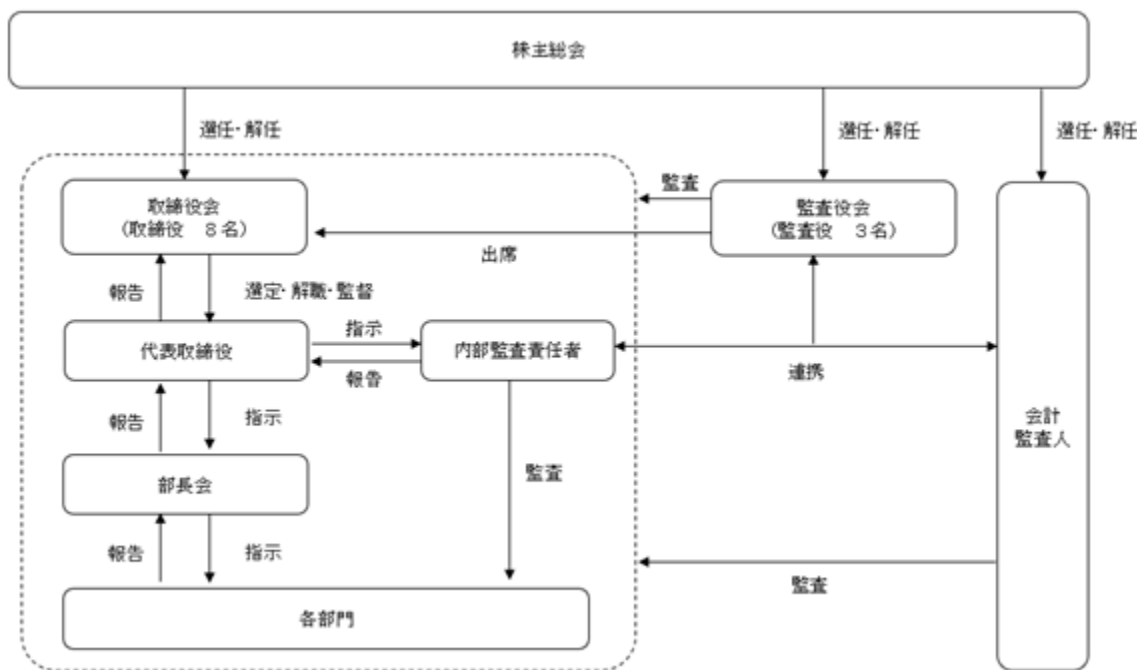 株主総会
選任・解任
選任・解任
選任・解任
取締役会
(取締役　8名)
監査
監査役会
(監査役　3名)
出席
報告
選定・解職・監督
代表取締役
指示
報告
内部監査責任者
連携
会計
監査人
報告
指示
部長会
監査
報告
指示
監査
各部門